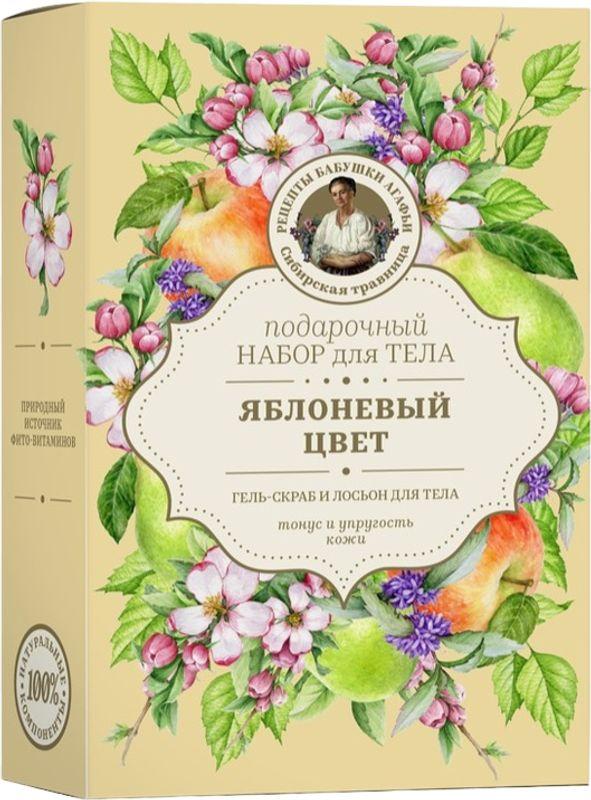 РЕЦЕПТЫ БАБУШКИ АГАФЬИ
Сибирская травница
подарочный
НАБОР для ТЕЛА
ЯБЛОНЕВЫЙ
ЦВЕТ
ГЕЛЬ-СКРАБ И ЛОСЬОН ДЛЯ ТЕЛА
тонус и упругость
кожи
ПРИРОДНЫЙ
ИСТОЧНИК
ФИТО-ВИТАМИНОВ
НАТУРАЛЬНЫЕ
100%
КОМПОНЕНТЫ